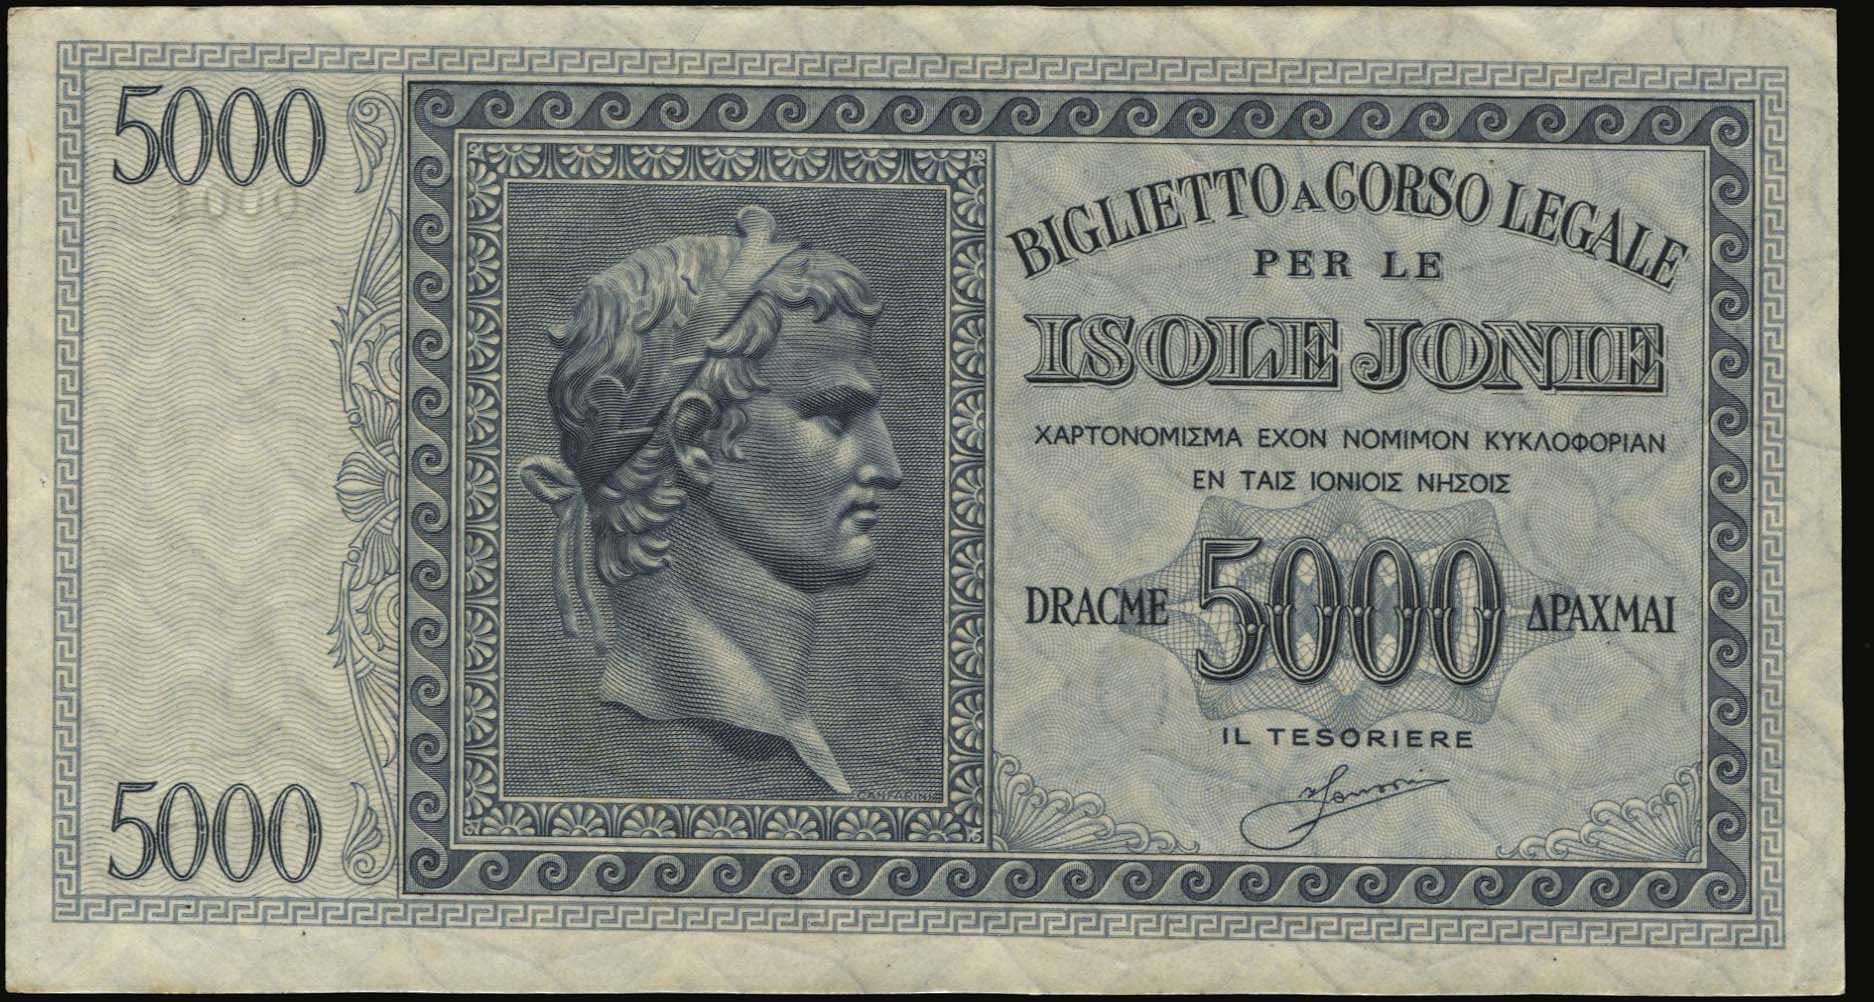 5000
BIGLIETTO A CORSO LEGALE
PER LE
ISOLE JONIE
ΧΑΡΤΟΝΟΜΙΣΜΑ ΕΧΟΝ ΝΟΜΙΜΟΝ ΚΥΚΛΟΦΟΡΙΑΝ
ΕΝ ΤΑΙΣ ΙΟΝΙΟΙΣ ΝΗΣΟΙΣ
DRACME 5000 ΔΡΑΧΜΑΙ
IL TESORIERE
5000